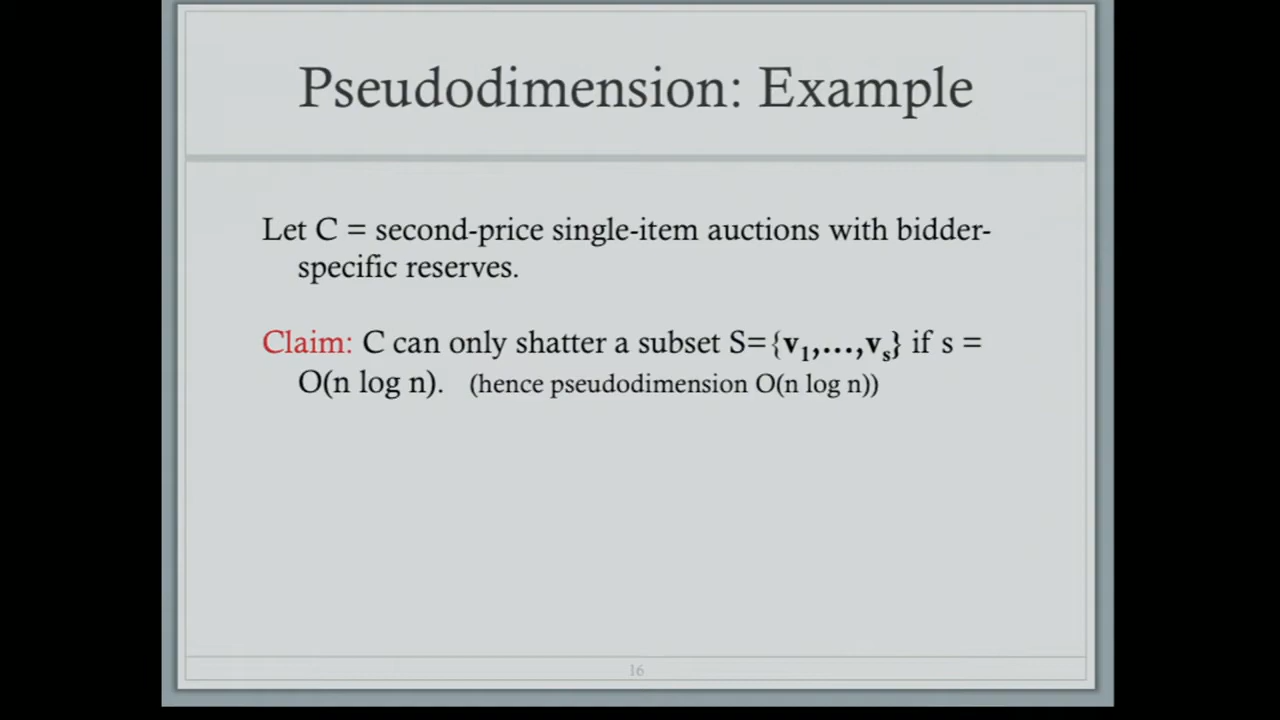 Pseudodimension: Example
Let C = second-price single-item auctions with bidder-
specific reserves.
Claim: C can only shatter a subset S={v1,...,vs} if s =
O(n log n). (hence pseudodimension O(n log n))
16